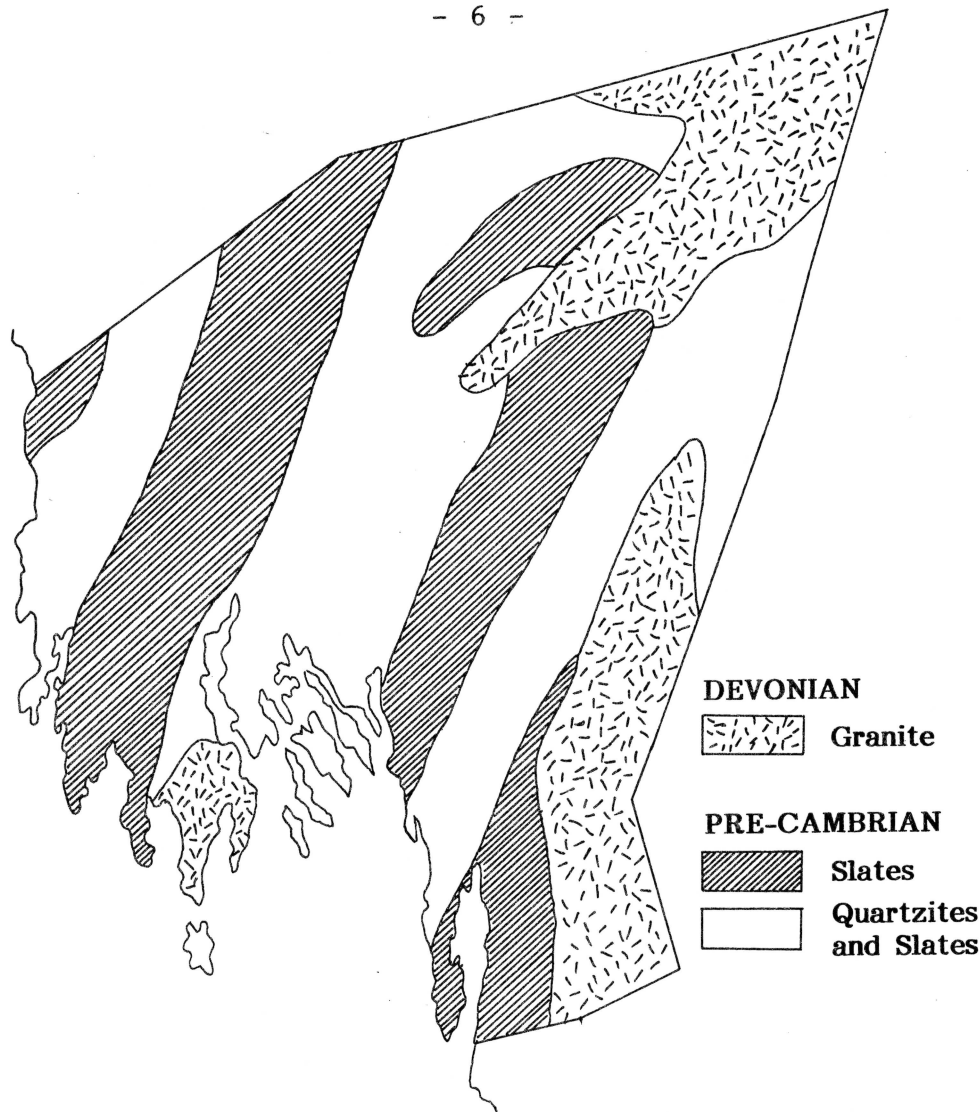 - 6 -
DEVONIAN
Granite
PRE-CAMBRIAN
Slates
Quartzites
and Slates